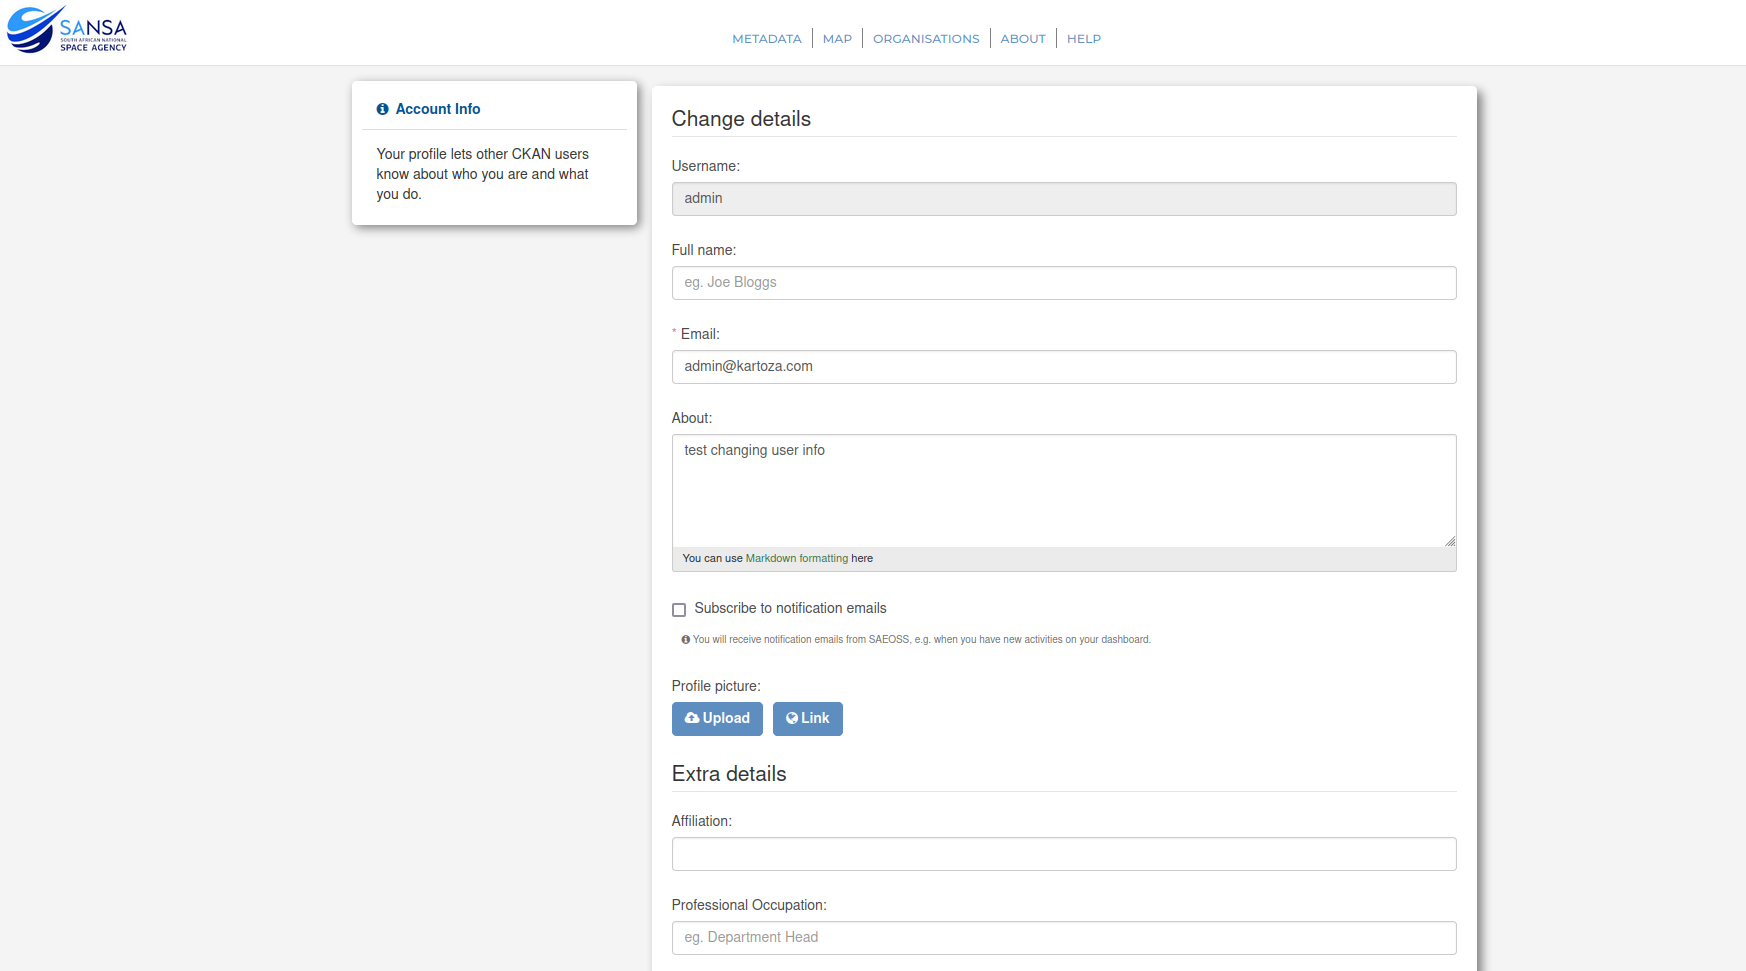 SANSA
SOUTH AFRICAN NATIONAL
SPACE AGENCY
METADATA
MAP
ORGANISATIONS
ABOUT
HELP
Account Info
Your profile lets other CKAN users
know about who you are and what
you do.
Change details
Username:
admin
Full name:
eg. Joe Bloggs
* Email:
admin@kartoza.com
About:
test changing user info
You can use Markdown formatting here
Subscribe to notification emails
You will receive notification emails from SAEOSS, e.g. when you have new activities on your dashboard.
Profile picture:
Upload
Link
Extra details
Affiliation:
Professional Occupation:
eg. Department Head